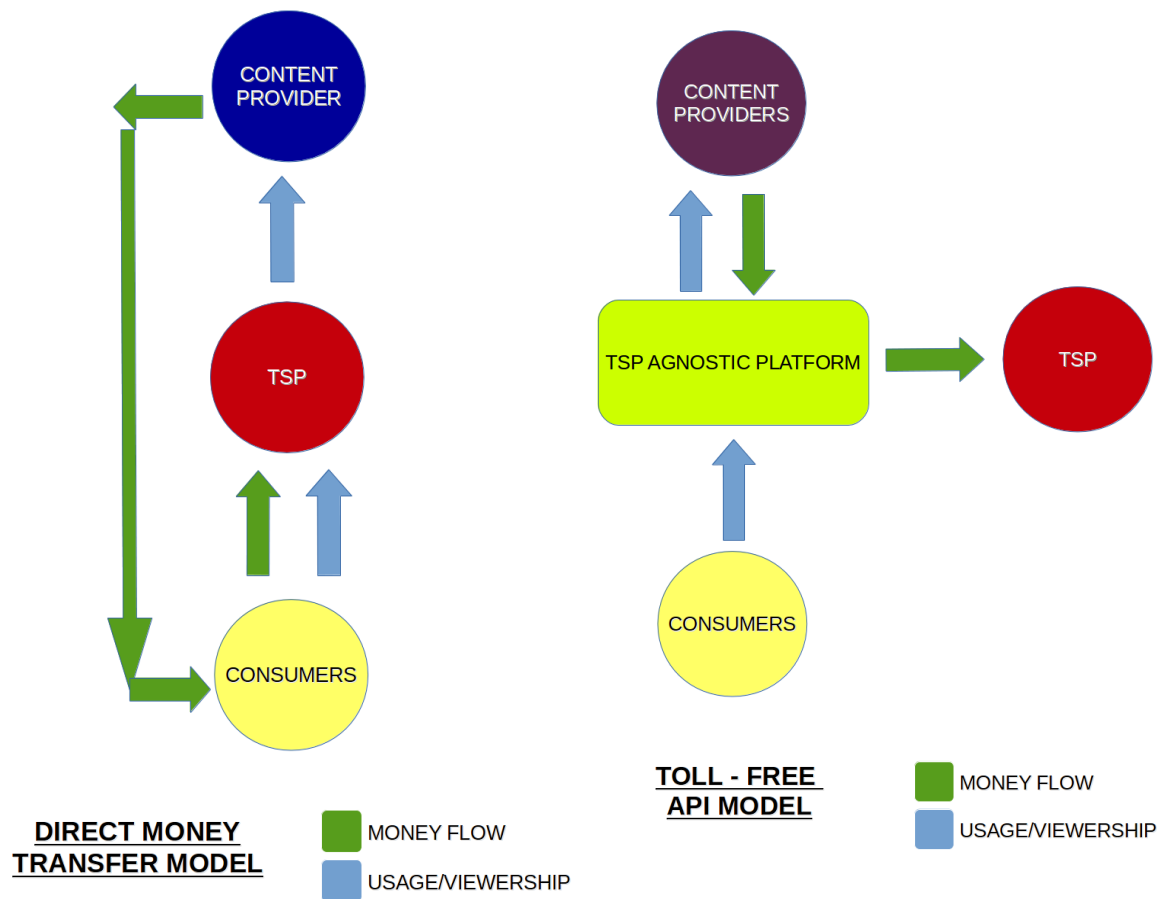 CONTENT
PROVIDER
TSP
CONSUMERS
DIRECT MONEY
TRANSFER MODEL
MONEY FLOW
USAGE/VIEWERSHIP
CONTENT
PROVIDERS
TSP AGNOSTIC PLATFORM
TSP
CONSUMERS
TOLL - FREE
API MODEL
MONEY FLOW
USAGE/VIEWERSHIP